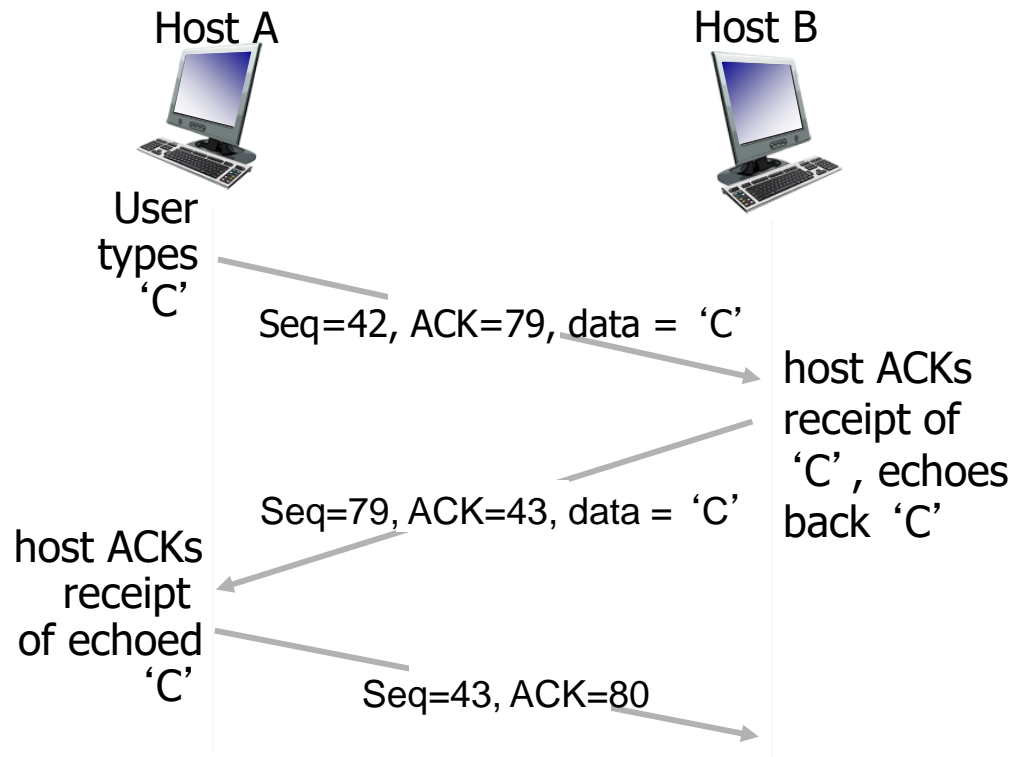 Host A
Host B
User
types
‘C’
Seq=42, ACK=79, data = ‘C’
host ACKs
receipt of
‘C’, echoes
back ‘C’
Seq=79, ACK=43, data = ‘C’
host ACKs
receipt
of echoed
‘C’
Seq=43, ACK=80